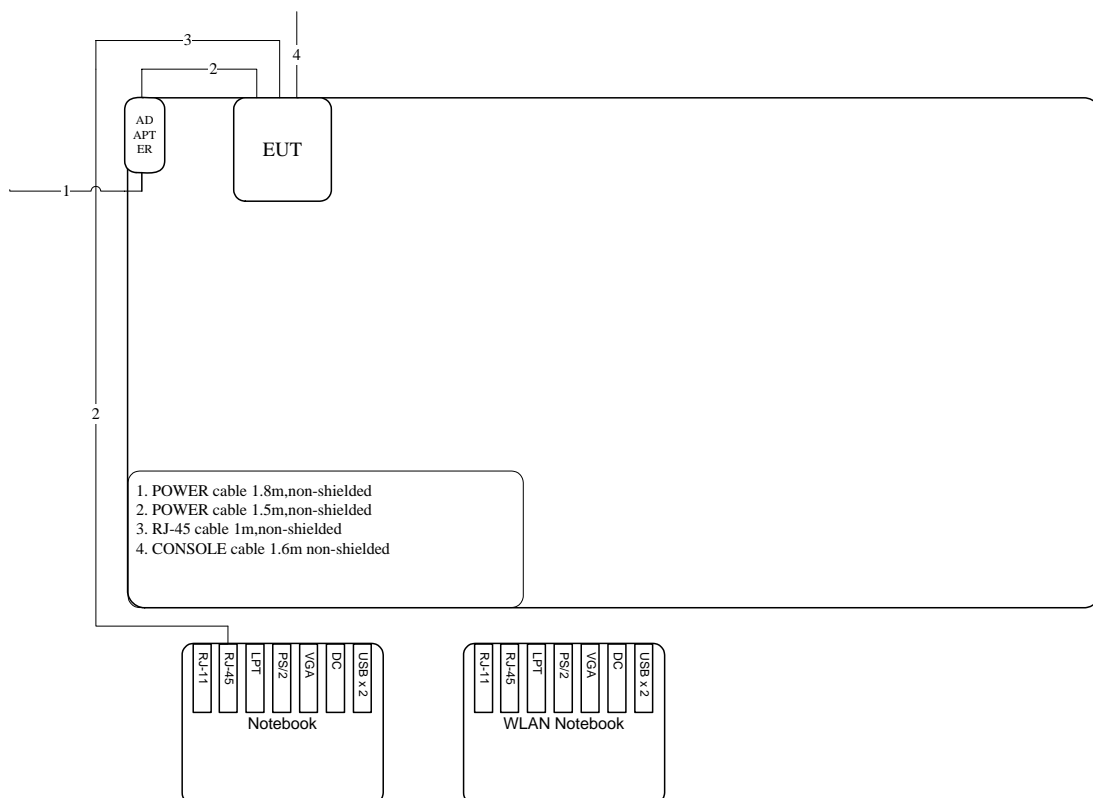 3
4
2
AD
APT
ER
EUT
1
2
1. POWER cable 1.8m,non-shielded
2. POWER cable 1.5m,non-shielded
3. RJ-45 cable 1m,non-shielded
4. CONSOLE cable 1.6m non-shielded
RJ-11
RJ-45
LPT
PS/2
VGA
DC
USB x 2
Notebook
RJ-11
RJ-45
LPT
PS/2
VGA
DC
USB x 2
WLAN Notebook